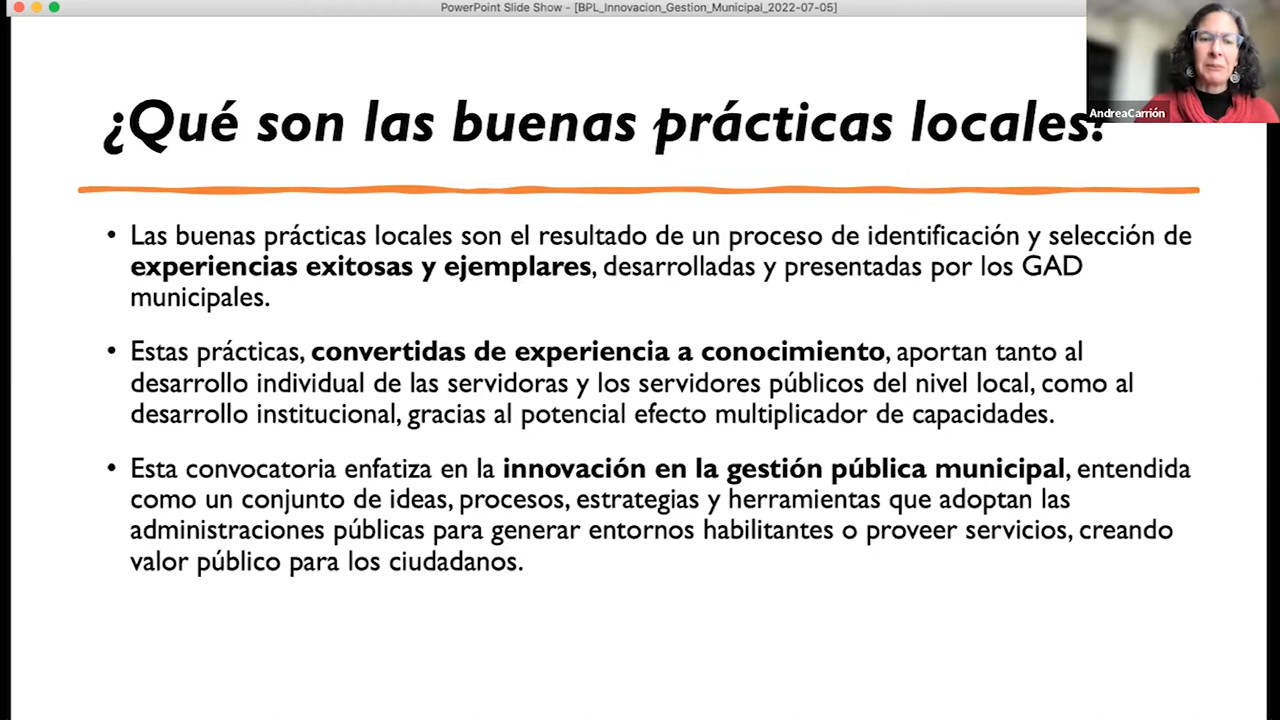 PowerPoint Slide Show - [BPL_Innovacion_Gestion_Municipal_2022-07-05]
AndreaCarrión
¿Qué son las buenas prácticas locales?
• Las buenas prácticas locales son el resultado de un proceso de identificación y selección de
experiencias exitosas y ejemplares, desarrolladas y presentadas por los GAD
municipales.
• Estas prácticas, convertidas de experiencia a conocimiento, aportan tanto al
desarrollo individual de las servidoras y los servidores públicos del nivel local, como al
desarrollo institucional, gracias al potencial efecto multiplicador de capacidades.
• Esta convocatoria enfatiza en la innovación en la gestión pública municipal, entendida
como un conjunto de ideas, procesos, estrategias y herramientas que adoptan las
administraciones públicas para generar entornos habilitantes o proveer servicios, creando
valor público para los ciudadanos.